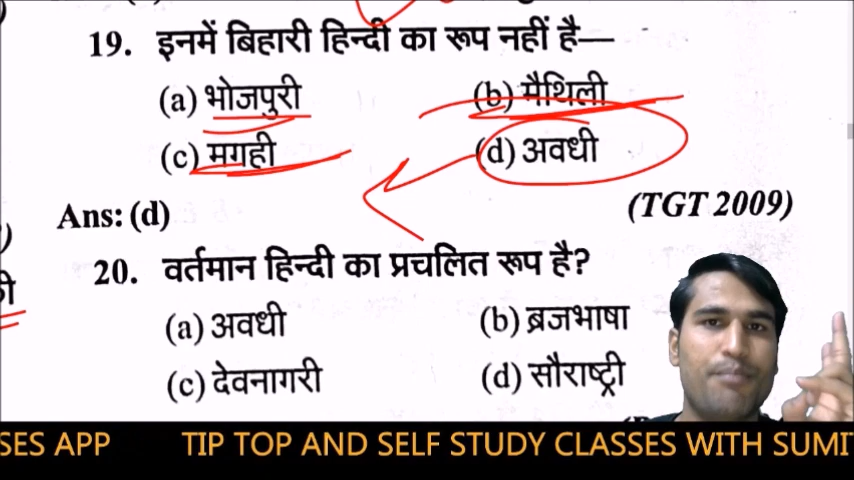 19. इनमें बिहारी हिन्दी का रूप नहीं है—
(a) भोजपुरी (b) मैथिली
(c) मगही (d) अवधी
Ans: (d) (TGT 2009)
20. वर्तमान हिन्दी का प्रचलित रूप है?
(a) अवधी (b) ब्रजभाषा
(c) देवनागरी (d) सौराष्ट्री
SES APP TIP TOP AND SELF STUDY CLASSES WITH SUMI